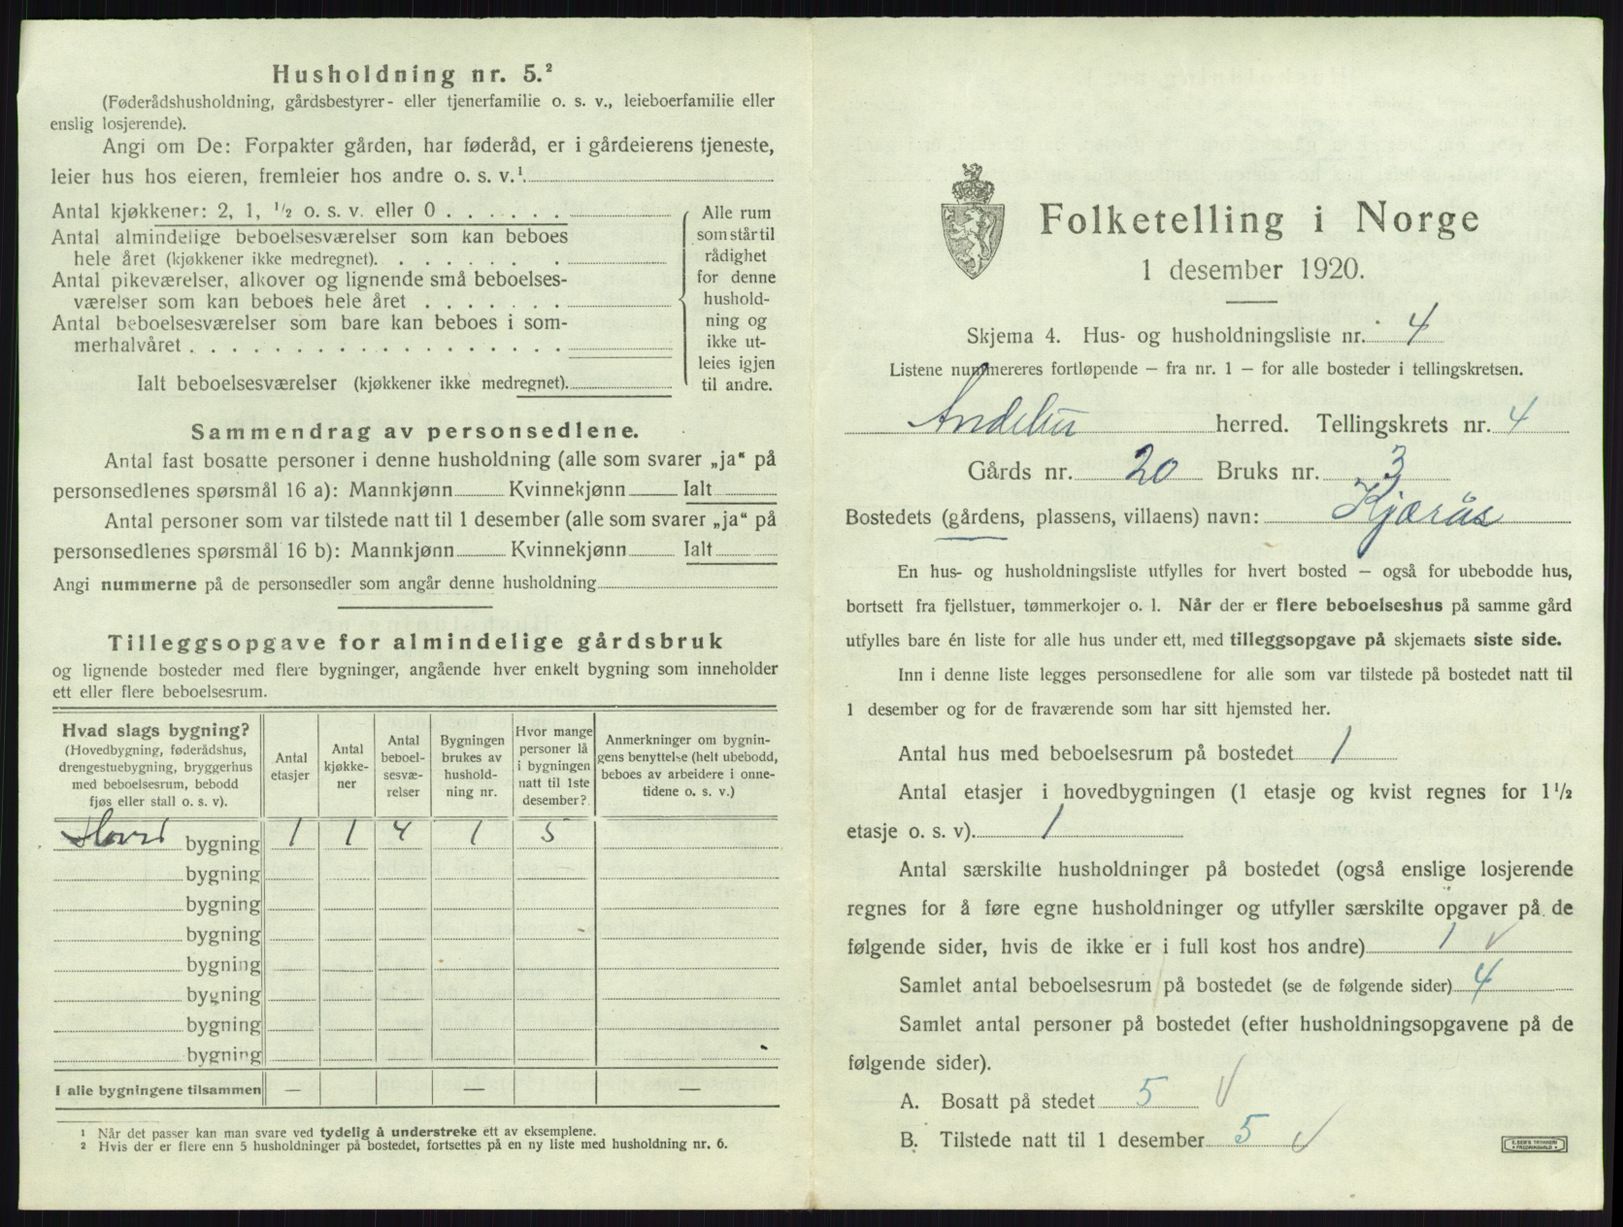 Husholdning nr. 5.²
(Føderådshusholdning, gårdsbestyrer- eller tjenerfamilie o. s. v., leieboerfamilie eller
enslig losjerende).
Angi om De: Forpakter gården, har føderåd, er i gårdeierens tjeneste,
leier hus hos eieren, fremleier hos andre o. s. v.¹
Antal kjøkkener: 2, 1, ½ o. s. v. eller 0 . . . . . .
Antal almindelige beboelsesværelser som kan beboes
hele året (kjøkkener ikke medregnet). . . . . . . .
Antal pikeværelser, alkover og lignende små beboelses-
værelser som kan beboes hele året . . . . . . .
Antal beboelsesværelser som bare kan beboes i som-
merhalvåret . . . . . . . . . . . . . . . . . .
Ialt beboelsesværelser (kjøkkener ikke medregnet).
Alle rum
som står til
rådighet
for denne
hushold-
ning og
ikke ut-
leies igjen
til andre.
Sammendrag av personsedlene.
Antal fast bosatte personer i denne husholdning (alle som svarer „ja“ på
personsedlenes spørsmål 16 a): Mannkjønn Kvinnekjønn Ialt
Antal personer som var tilstede natt til 1 desember (alle som svarer „ja“ på
personsedlenes spørsmål 16 b): Mannkjønn Kvinnekjønn Ialt
Angi nummerne på de personsedler som angår denne husholdning
Tilleggsopgave for almindelige gårdsbruk
og lignende bosteder med flere bygninger, angående hver enkelt bygning som inneholder
ett eller flere beboelsesrum.
Hvad slags bygning?
(Hovedbygning, føderådshus,
drengestuebygning, bryggerhus
med beboelsesrum, bebodd
fjøs eller stall o. s. v.).
Antal
etasjer
Antal
kjøkke-
ner
Antal
beboel-
sesvæ-
relser
Bygningen
brukes av
hushold-
ning nr.
Hvor mange
personer lå
i bygningen
natt til 1ste
desember?
Anmerkninger om bygnin-
gens benyttelse (helt ubebodd,
beboes av arbeidere i onne-
tidene o. s. v.)
Hoved bygning 1 1 4 1 5
bygning
bygning
bygning
bygning
bygning
bygning
bygning
I alle bygningene tilsammen — — —
¹ Når det passer kan man svare ved tydelig å understreke ett av eksemplene.
² Hvis der er flere enn 5 husholdninger på bostedet, fortsettes på en ny liste med husholdning nr. 6.
Folketelling i Norge
1 desember 1920.
Skjema 4. Hus- og husholdningsliste nr. 4
Listene nummereres fortløpende — fra nr. 1 — for alle bosteder i tellingskretsen.
Andebu herred. Tellingskrets nr. 4
Gårds nr. 20 Bruks nr. 3
Bostedets (gårdens, plassens, villaens) navn: Kjærås
En hus- og husholdningsliste utfylles for hvert bosted — også for ubebodde hus,
bortsett fra fjellstuer, tømmerkojer o. l. Når der er flere beboelseshus på samme gård
utfylles bare én liste for alle hus under ett, med tilleggsopgave på skjemaets siste side.
Inn i denne liste legges personsedlene for alle som var tilstede på bostedet natt til
1 desember og for de fraværende som har sitt hjemsted her.
Antal hus med beboelsesrum på bostedet 1
Antal etasjer i hovedbygningen (1 etasje og kvist regnes for 1½
etasje o. s. v). 1
Antal særskilte husholdninger på bostedet (også enslige losjerende
regnes for å føre egne husholdninger og utfyller særskilte opgaver på de
følgende sider, hvis de ikke er i full kost hos andre) 1 ✓
Samlet antal beboelsesrum på bostedet (se de følgende sider) 4
Samlet antal personer på bostedet (efter husholdningsopgavene på de
følgende sider).
A. Bosatt på stedet 5 ✓
B. Tilstede natt til 1 desember 5 ✓